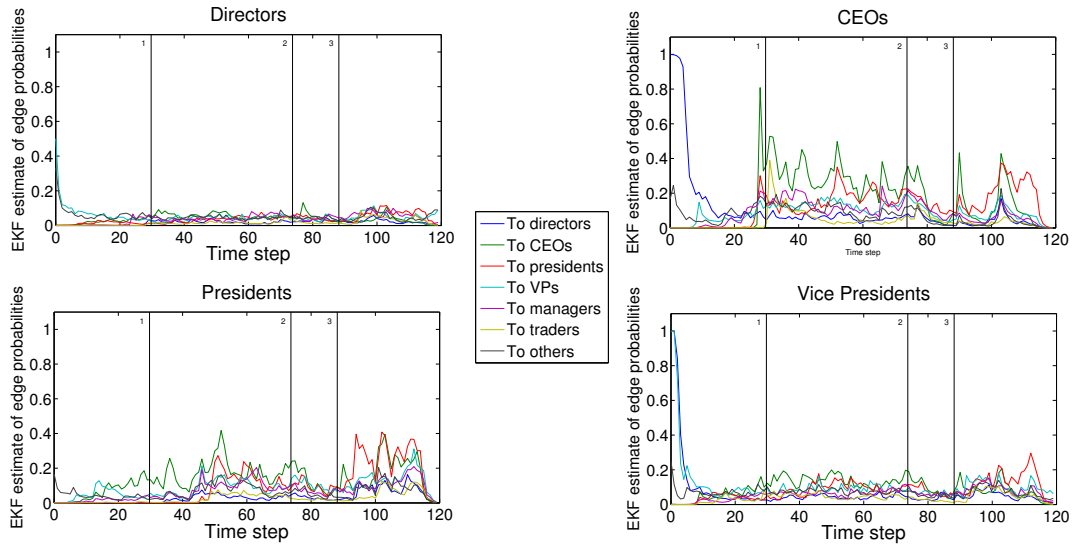 Directors
EKF estimate of edge probabilities
1
0.8
0.6
0.4
0.2
0
1
2
3
0 20 40 60 80 100 120
Time step
CEOs
EKF estimate of edge probabilities
1
0.8
0.6
0.4
0.2
0
1
2
3
0 20 40 60 80 100 120
Time step
To directors
To CEOs
To presidents
To VPs
To managers
To traders
To others
Presidents
EKF estimate of edge probabilities
1
0.8
0.6
0.4
0.2
0
1
2
3
0 20 40 60 80 100 120
Time step
Vice Presidents
EKF estimate of edge probabilities
1
0.8
0.6
0.4
0.2
0
1
2
3
0 20 40 60 80 100 120
Time step